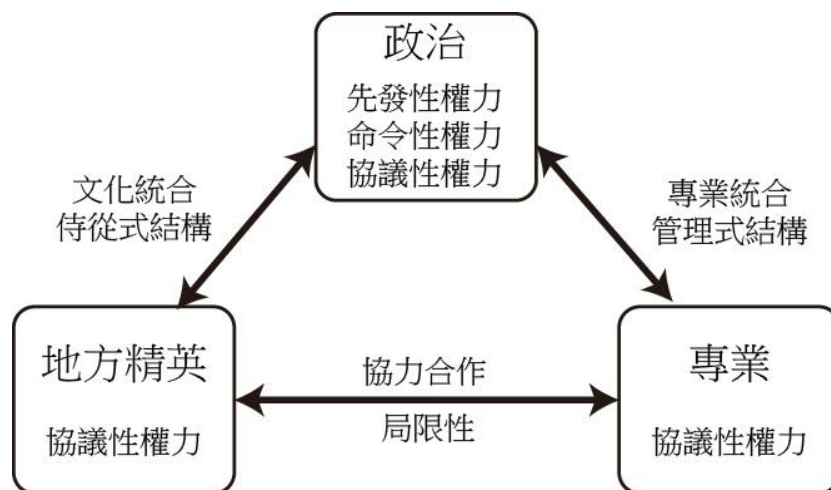 政治
先發性權力
命令性權力
協議性權力
文化統合
侍從式結構
專業統合
管理式結構
地方精英
協議性權力
協力合作
局限性
專業
協議性權力